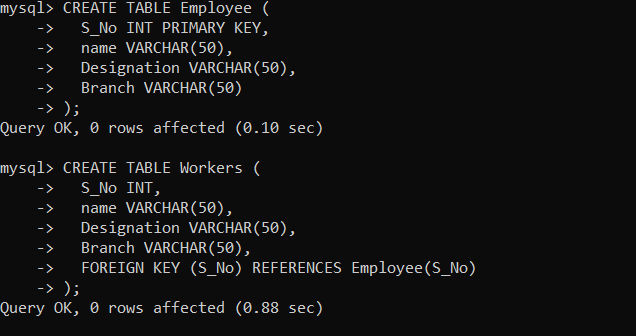 mysql> CREATE TABLE Employee (
    ->   S_No INT PRIMARY KEY,
    ->   name VARCHAR(50),
    ->   Designation VARCHAR(50),
    ->   Branch VARCHAR(50)
    -> );
Query OK, 0 rows affected (0.10 sec)

mysql> CREATE TABLE Workers (
    ->   S_No INT,
    ->   name VARCHAR(50),
    ->   Designation VARCHAR(50),
    ->   Branch VARCHAR(50),
    ->   FOREIGN KEY (S_No) REFERENCES Employee(S_No)
    -> );
Query OK, 0 rows affected (0.88 sec)